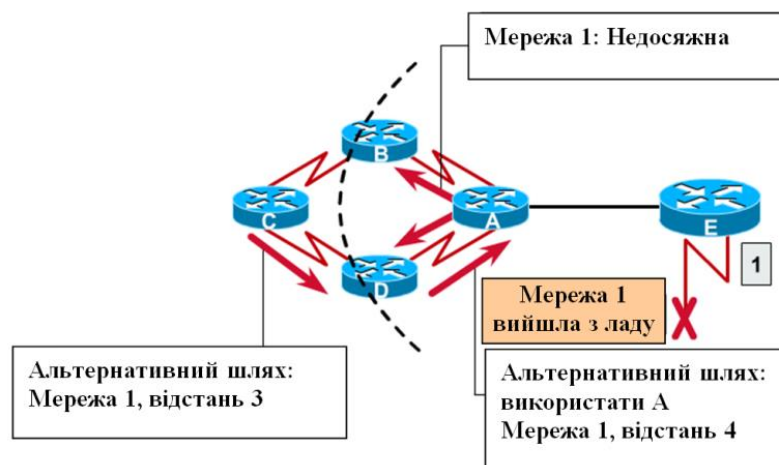 Мережа 1: Недосяжна
B
C
A
E
D
1
Мережа 1
вийшла з ладу
Альтернативний шлях:
Мережа 1, відстань 3
Альтернативний шлях:
використати А
Мережа 1, відстань 4